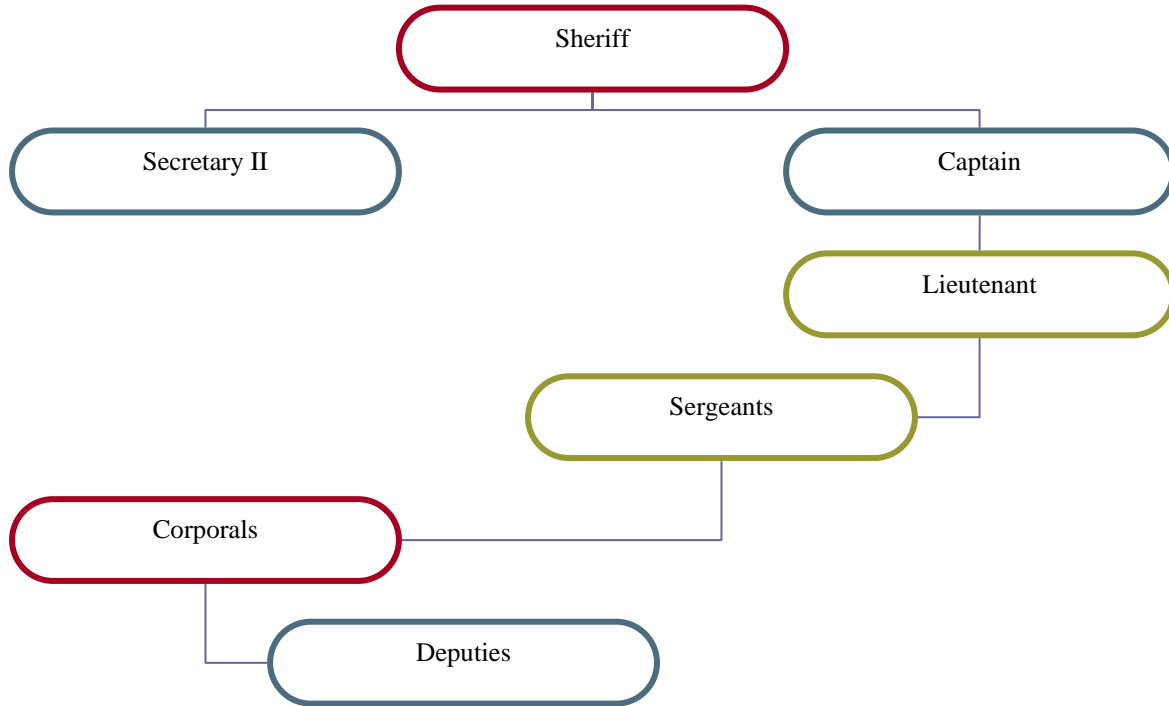 Sheriff
Secretary II
Captain
Lieutenant
Sergeants
Corporals
Deputies